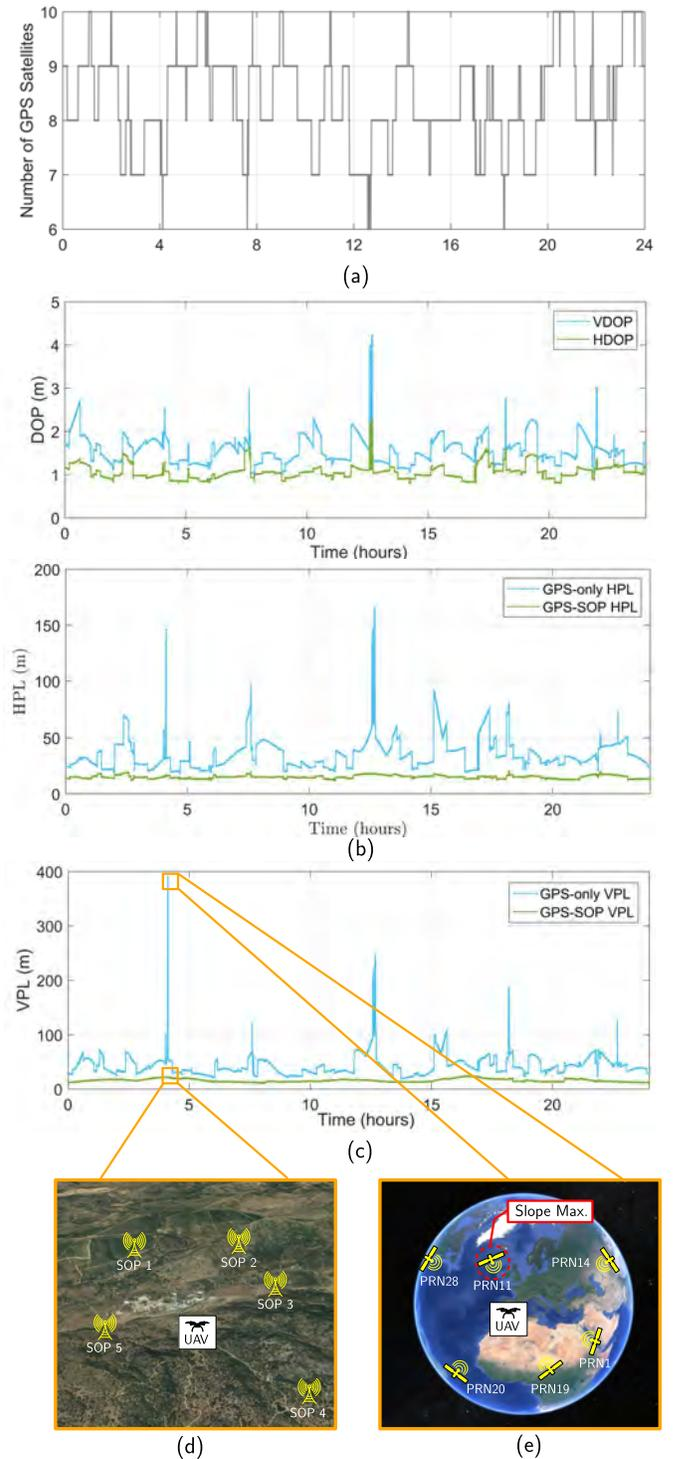 Number of GPS Satellites
10
9
8
7
6
0 4 8 12 16 20 24
(a)
DOP (m)
5
4
3
2
1
0
VDOP
HDOP
0 5 10 15 20
Time (hours)
HPL (m)
200
150
100
50
0
GPS-only HPL
GPS-SOP HPL
0 5 10 15 20
Time (hours)
(b)
VPL (m)
400
300
200
100
0
GPS-only VPL
GPS-SOP VPL
0 5 10 15 20
Time (hours)
(c)
SOP 1
SOP 2
SOP 3
SOP 5
UAV
SOP 4
(d)
Slope Max.
PRN28
PRN11
PRN14
UAV
PRN1
PRN20
PRN19
(e)